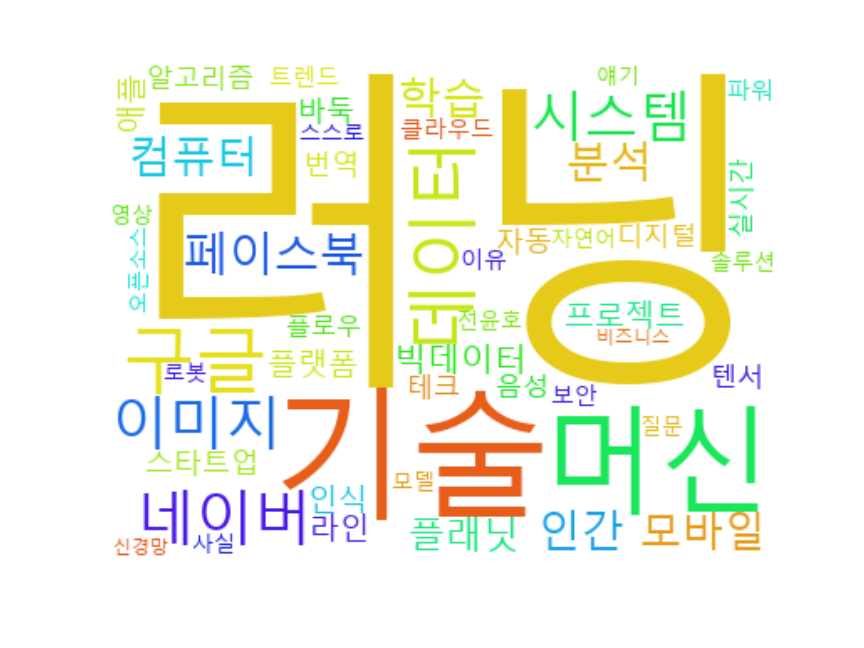 애플
알고리즘
트렌드
바둑
스스로
학습
클라우드
얘기
시스템
파워
컴퓨터
번역
분석
러닝
데이터
실시간
영상
오픈소스
페이스북
이유
자동
자연어
디지털
솔루션
전윤호
프로젝트
비즈니스
플로우
구글
로봇
플랫폼
빅데이터
테크
음성
보안
텐서
이미지
기술
머신
질문
스타트업
모델
네이버
인식
라인
사실
신경망
플래닛
인간
모바일